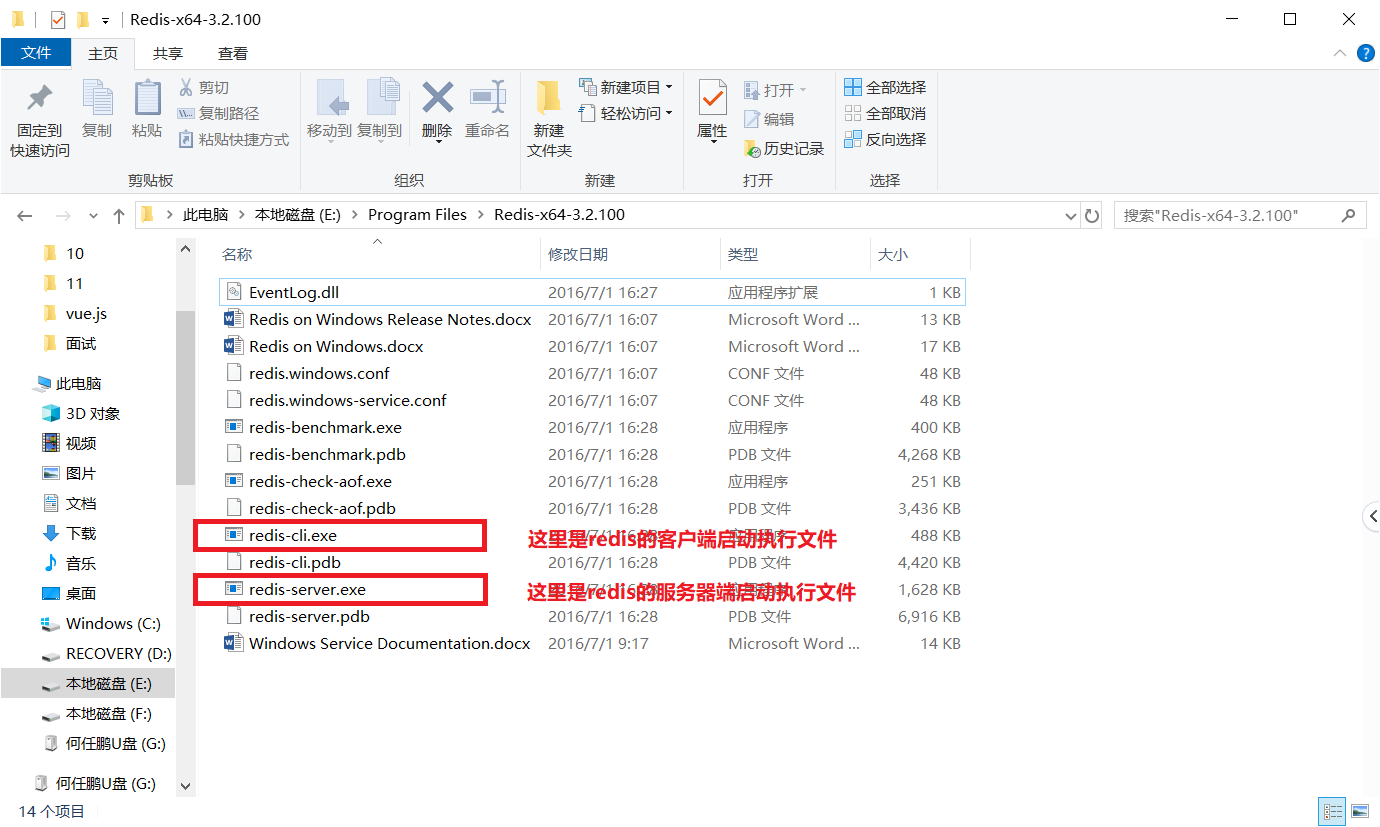 Redis-x64-3.2.100
文件 主页 共享 查看
固定到
快速访问
复制
粘贴
剪切
复制路径
粘贴快捷方式
剪贴板
移动到 复制到 删除 重命名
组织
新建
文件夹
新建项目
轻松访问
新建
属性
打开
编辑
历史记录
打开
全部选择
全部取消
反向选择
选择
此电脑 本地磁盘 (E:) Program Files Redis-x64-3.2.100
搜索"Redis-x64-3.2.100"
10
11
vue.js
面试
此电脑
3D 对象
视频
图片
文档
下载
音乐
桌面
Windows (C:)
RECOVERY (D:)
本地磁盘 (E:)
本地磁盘 (F:)
何任鹏U盘 (G:)
何任鹏U盘 (G:)
名称 修改日期 类型 大小
EventLog.dll 2016/7/1 16:27 应用程序扩展 1 KB
Redis on Windows Release Notes.docx 2016/7/1 16:07 Microsoft Word ... 13 KB
Redis on Windows.docx 2016/7/1 16:07 Microsoft Word ... 17 KB
redis.windows.conf 2016/7/1 16:07 CONF 文件 48 KB
redis.windows-service.conf 2016/7/1 16:07 CONF 文件 48 KB
redis-benchmark.exe 2016/7/1 16:28 应用程序 400 KB
redis-benchmark.pdb 2016/7/1 16:28 PDB 文件 4,268 KB
redis-check-aof.exe 2016/7/1 16:28 应用程序 251 KB
redis-check-aof.pdb 2016/7/1 16:28 PDB 文件 3,436 KB
redis-cli.exe 这里是redis的客户端启动执行文件 488 KB
redis-cli.pdb 2016/7/1 16:28 PDB 文件 4,420 KB
redis-server.exe 这里是redis的服务器端启动执行文件 1,628 KB
redis-server.pdb 2016/7/1 16:28 PDB 文件 6,916 KB
Windows Service Documentation.docx 2016/7/1 9:17 Microsoft Word ... 14 KB
14 个项目